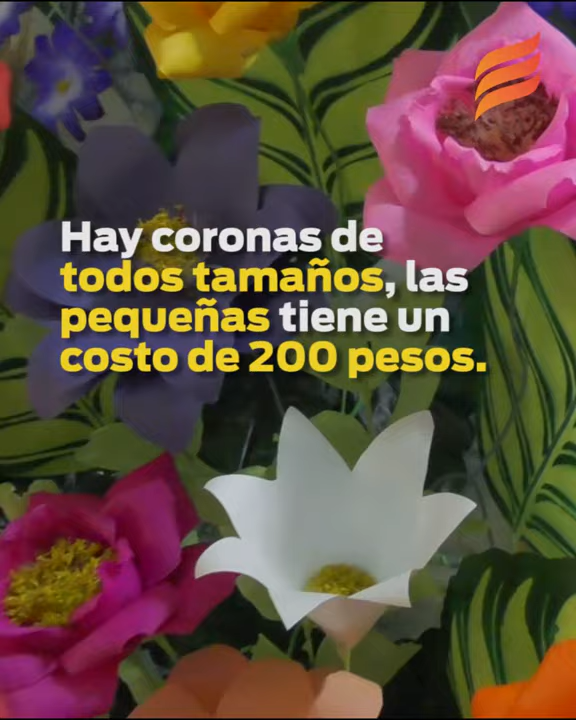 Hay coronas de
todos tamaños, las
pequeñas tiene un
costo de 200 pesos.